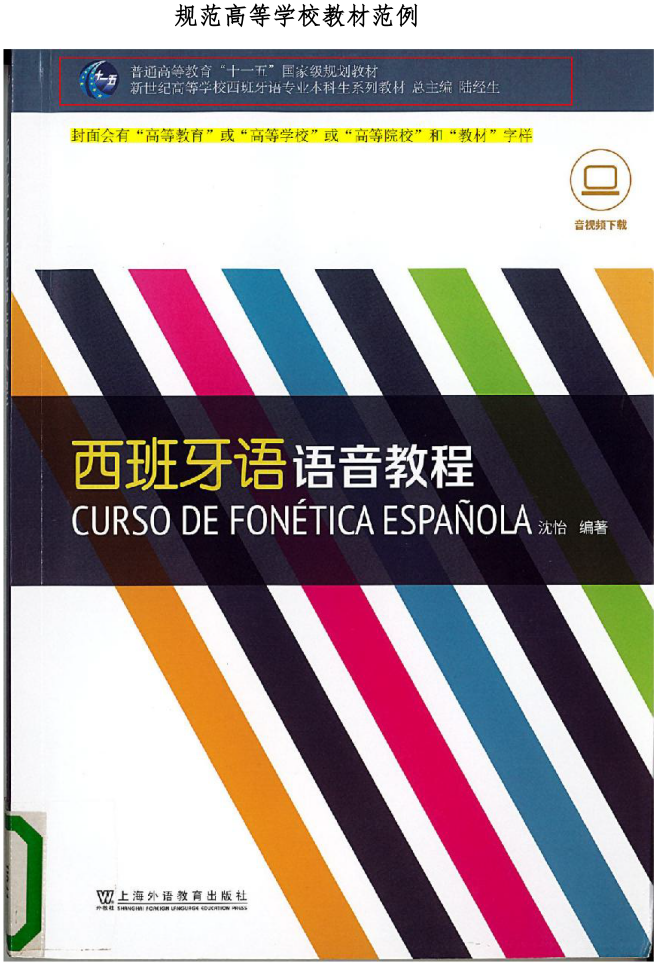 规范高等学校教材范例
十一五
普通高等教育“十一五”国家级规划教材
新世纪高等学校西班牙语专业本科生系列教材 总主编 陆经生
封面会有“高等教育”或“高等学校”或“高等院校”和“教材”字样
音视频下载
西班牙语语音教程
CURSO DE FONÉTICA ESPAÑOLA 沈怡 编著
外教社 上海外语教育出版社
SHANGHAI FOREIGN LANGUAGE EDUCATION PRESS